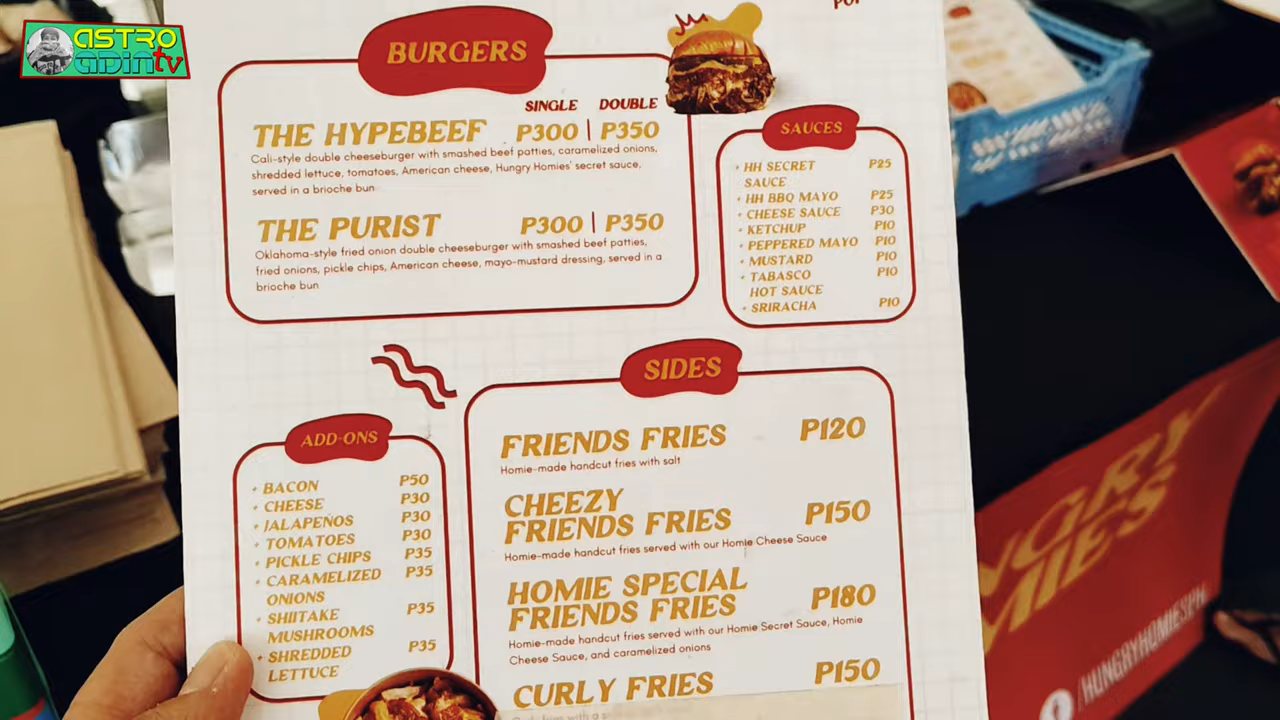 ASTRO
ADIN TV
POP
BURGERS
SINGLE DOUBLE
THE HYPEBEEF P300 | P350
Cali-style double cheeseburger with smashed beef patties, caramelized onions,
shredded lettuce, tomatoes, American cheese, Hungry Homies' secret sauce,
served in a brioche bun
THE PURIST P300 | P350
Oklahoma-style fried onion double cheeseburger with smashed beef patties,
fried onions, pickle chips, American cheese, mayo-mustard dressing, served in a
brioche bun
SAUCES
• HH SECRET P25
SAUCE
• HH BBQ MAYO P25
• CHEESE SAUCE P30
• KETCHUP P10
• PEPPERED MAYO P10
• MUSTARD P10
• TABASCO P10
HOT SAUCE
• SRIRACHA P10
ADD-ONS
• BACON P50
• CHEESE P30
• JALAPEÑOS P30
• TOMATOES P30
• PICKLE CHIPS P35
• CARAMELIZED P35
ONIONS
• SHIITAKE P35
MUSHROOMS
• SHREDDED P35
LETTUCE
SIDES
FRIENDS FRIES P120
Homie-made handcut fries with salt
CHEEZY
FRIENDS FRIES P150
Homie-made handcut fries served with our Homie Cheese Sauce
HOMIE SPECIAL
FRIENDS FRIES P180
Homie-made handcut fries served with our Homie Secret Sauce, Homie
Cheese Sauce, and caramelized onions
CURLY FRIES P150
NGRY
MIES
/HUNGRYHOMIESPH